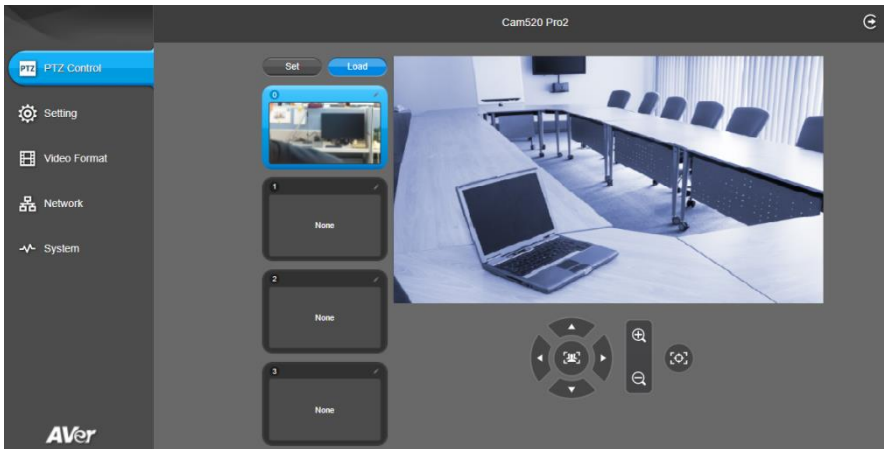 Cam520 Pro2
PTZ PTZ Control
Setting
Video Format
Network
System
AVer
Set
Load
0
1
None
2
None
3
None